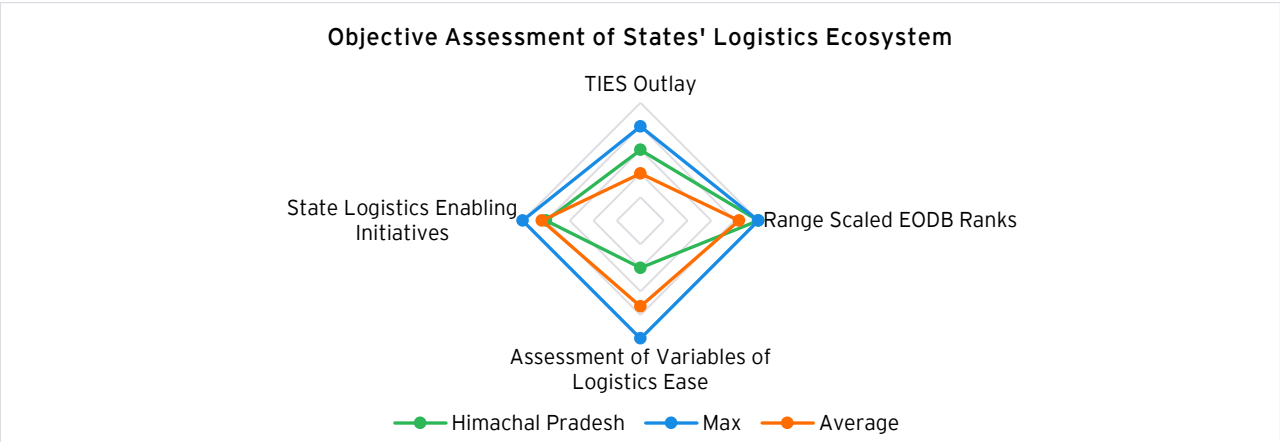 Objective Assessment of States' Logistics Ecosystem
TIES Outlay
State Logistics Enabling
Initiatives
Range Scaled EODB Ranks
Assessment of Variables of
Logistics Ease
Himachal Pradesh Max Average